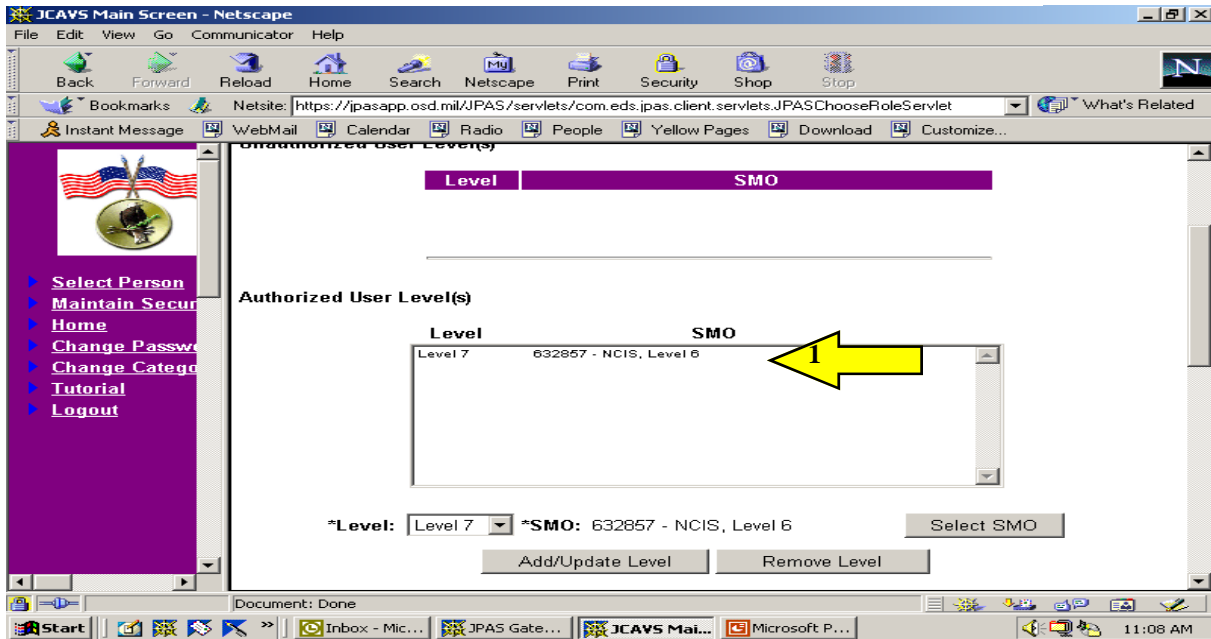 JCAVS Main Screen - Netscape
File Edit View Go Communicator Help
Back Forward Reload Home Search Netscape Print Security Shop Stop
My
N
Bookmarks Netsite: https://jpasapp.osd.mil/JPAS/servlets/com.eds.jpas.client.servlets.JPASChooseRoleServlet What's Related
Instant Message WebMail Calendar Radio People Yellow Pages Download Customize...
Unauthorized User Level(s)
Level SMO
Select Person
Maintain Secur
Home
Change Passw
Change Catego
Tutorial
Logout
Authorized User Level(s)
Level SMO
Level 7 632857 - NCIS, Level 6
1
*Level: Level 7 *SMO: 632857 - NCIS, Level 6 Select SMO
Add/Update Level Remove Level
Document: Done
Start » Inbox - Mic... JPAS Gate... JCAVS Mai... Microsoft P... 11:08 AM